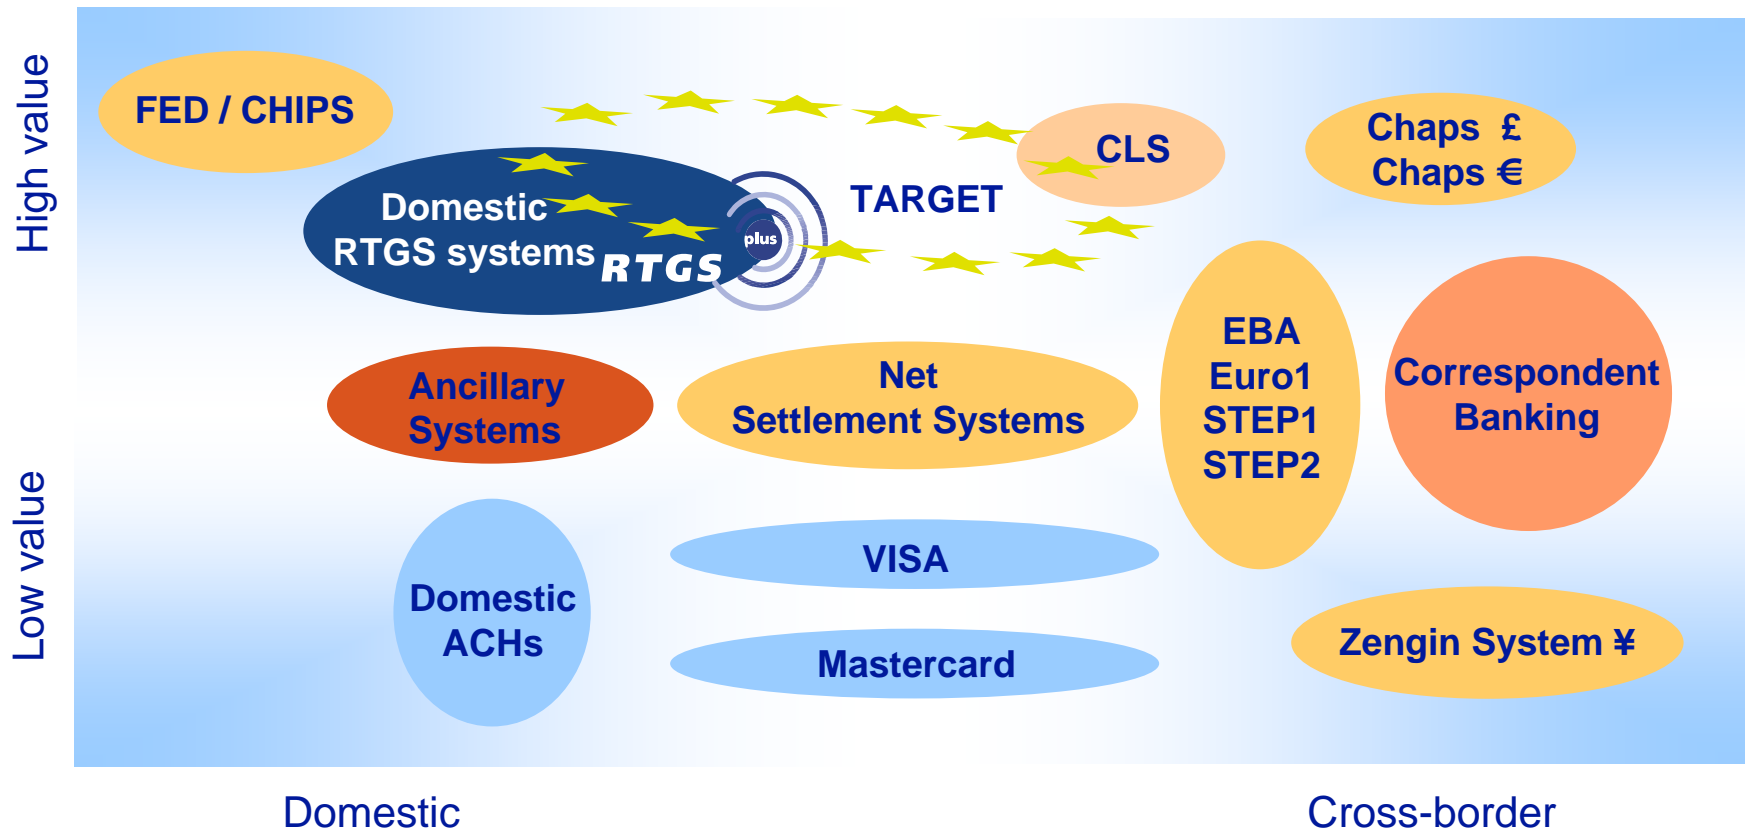 High value
FED / CHIPS
CLS
Chaps £
Chaps €
Domestic
RTGS systems
RTGS
plus
TARGET
Ancillary
Systems
Net
Settlement Systems
EBA
Euro1
STEP1
STEP2
Correspondent
Banking
Low value
Domestic
ACHs
VISA
Mastercard
Zengin System ¥
Domestic
Cross-border